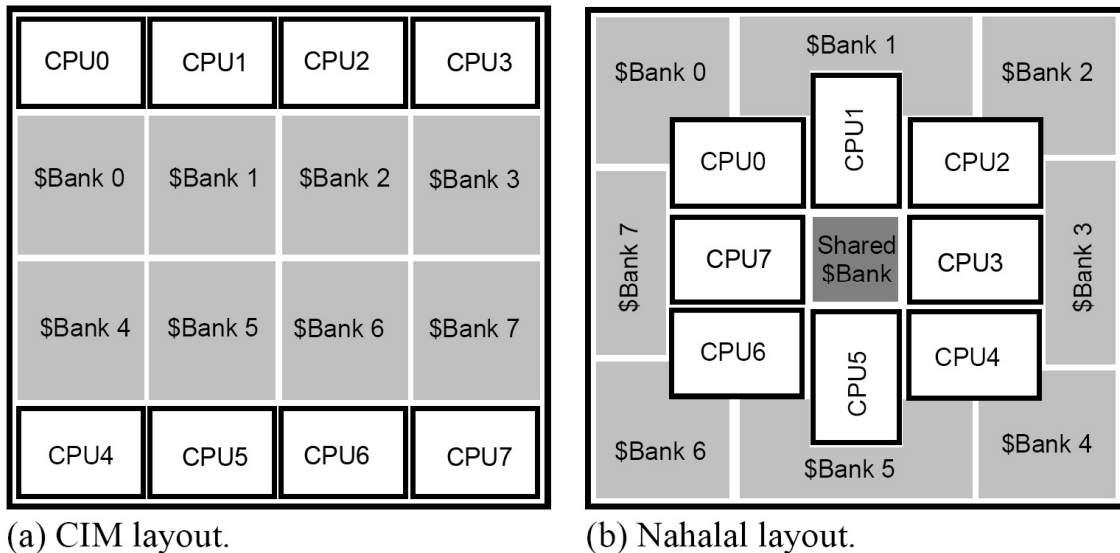 CPU0 CPU1 CPU2 CPU3
$Bank 0 $Bank 1 $Bank 2 $Bank 3
$Bank 4 $Bank 5 $Bank 6 $Bank 7
CPU4 CPU5 CPU6 CPU7
(a) CIM layout.
$Bank 0 $Bank 1 $Bank 2
CPU0 CPU1 CPU2
$Bank 7 CPU7 Shared
$Bank CPU3 $Bank 3
CPU6 CPU5 CPU4
$Bank 6 $Bank 5 $Bank 4
(b) Nahalal layout.